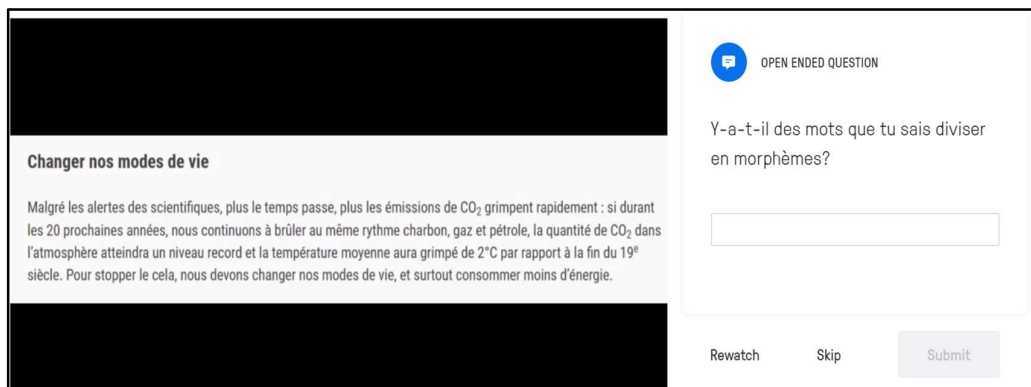 Changer nos modes de vie
Malgré les alertes des scientifiques, plus le temps passe, plus les émissions de CO₂ grimpent rapidement : si durant
les 20 prochaines années, nous continuons à brûler au même rythme charbon, gaz et pétrole, la quantité de CO₂ dans
l'atmosphère atteindra un niveau record et la température moyenne aura grimpé de 2°C par rapport à la fin du 19ᵉ
siècle. Pour stopper le cela, nous devons changer nos modes de vie, et surtout consommer moins d'énergie.
OPEN ENDED QUESTION
Y-a-t-il des mots que tu sais diviser
en morphèmes?
Rewatch Skip Submit